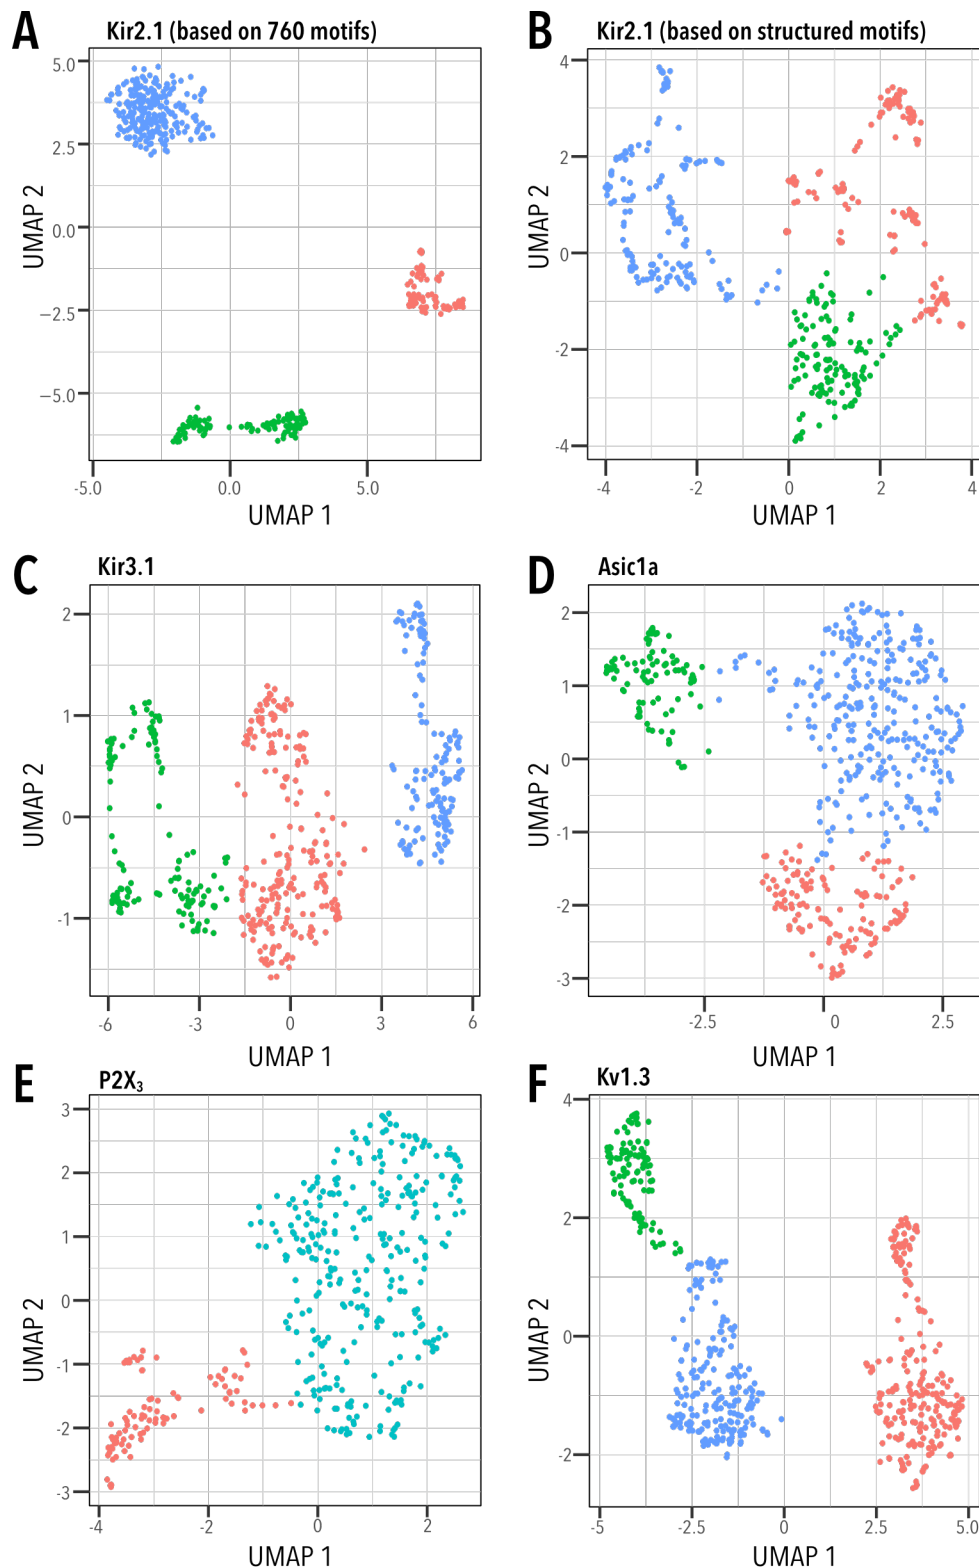 A
Kir2.1 (based on 760 motifs)
5.0
2.5
0.0
−2.5
−5.0
UMAP 2
-5.0 0.0 5.0
UMAP 1
B
Kir2.1 (based on structured motifs)
4
2
0
-2
-4
UMAP 2
-4 -2 0 2 4
UMAP 1
C
Kir3.1
2
1
0
-1
UMAP 2
-6 -3 0 3 6
UMAP 1
D
Asic1a
2
1
0
-1
-2
-3
UMAP 2
-2.5 0 2.5
UMAP 1
E
P2X₃
3
2
1
0
-1
-2
-3
UMAP 2
-4 -2 0 2
UMAP 1
F
Kv1.3
4
2
0
-2
UMAP 2
-5 -2.5 0 2.5 5.0
UMAP 1